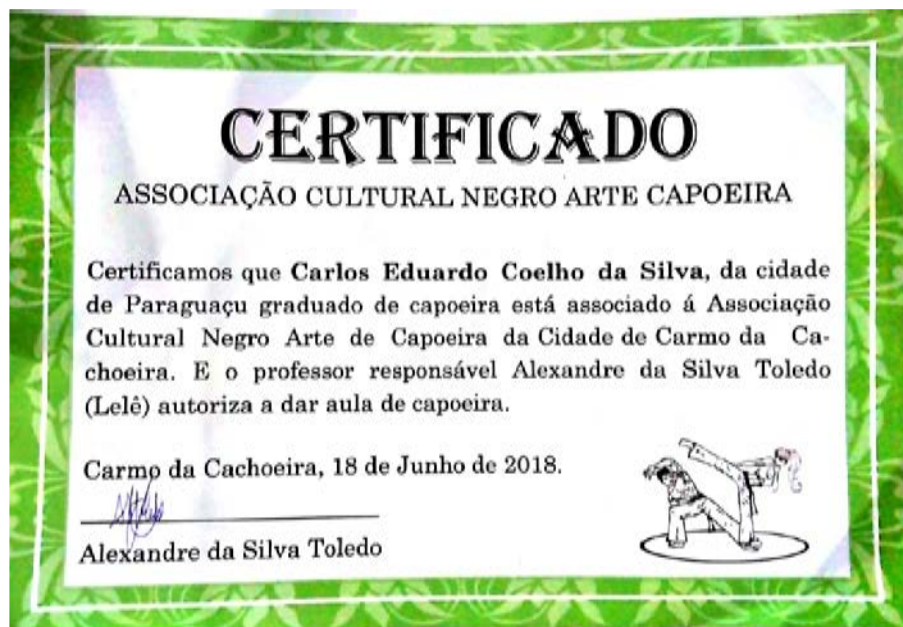 CERTIFICADO
ASSOCIAÇÃO CULTURAL NEGRO ARTE CAPOEIRA
Certificamos que Carlos Eduardo Coelho da Silva, da cidade
de Paraguaçu graduado de capoeira está associado á Associação
Cultural Negro Arte de Capoeira da Cidade de Carmo da Ca-
choeira. E o professor responsável Alexandre da Silva Toledo
(Lelê) autoriza a dar aula de capoeira.
Carmo da Cachoeira, 18 de Junho de 2018.
Alexandre da Silva Toledo